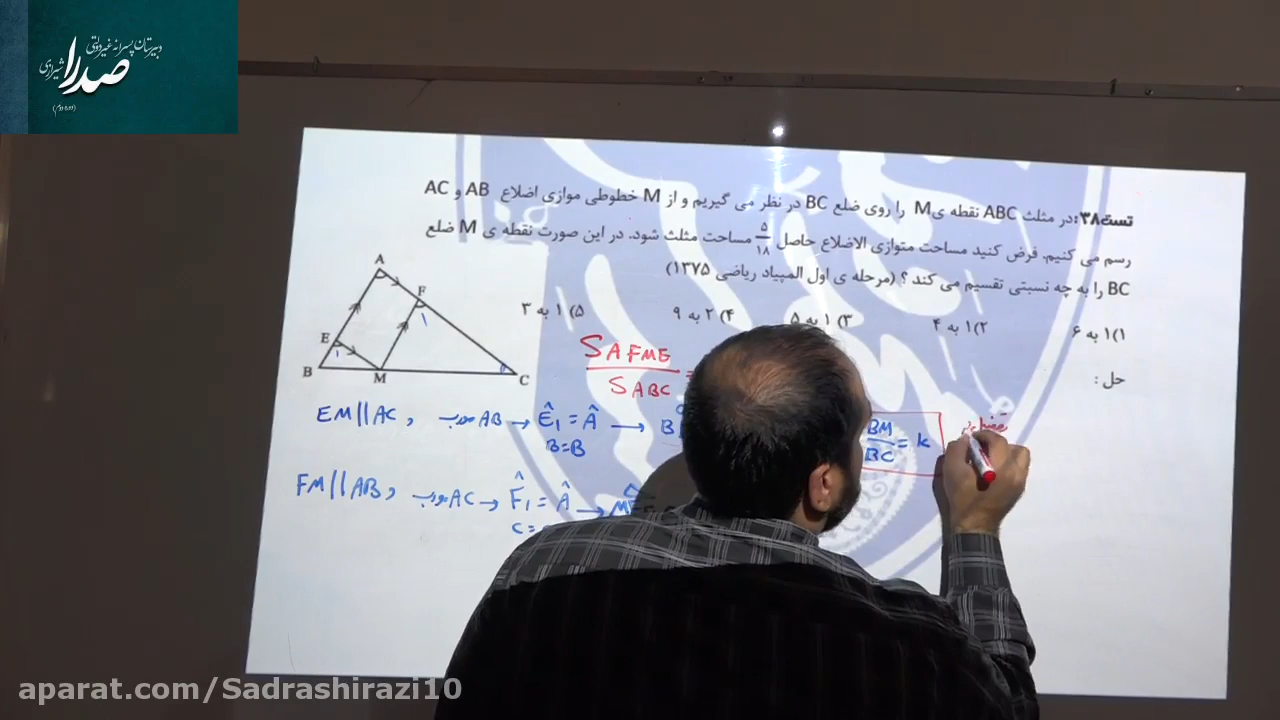 دبیرستان پسرانه غیردولتی
صدرا
شیرازی
(دوره دوم)
تست۳۸: در مثلث ABC نقطه ی M را روی ضلع BC در نظر می گیریم و از M خطوطی موازی اضلاع AB و AC
رسم می کنیم. فرض کنید مساحت متوازی الاضلاع حاصل ۵/۱۸ مساحت مثلث شود. در این صورت نقطه ی M ضلع
BC را به چه نسبتی تقسیم می کند ؟ (مرحله ی اول المپیاد ریاضی ۱۳۷۵)
۱) ۱ به ۶ ۲) ۱ به ۴ ۳) ۱ به ۵ ۴) ۲ به ۹ ۵) ۱ به ۳
حل :
A
F
1
E
1
B
M
C
S AFME / S ABC =
EM || AC , مورب AB → Ê1 = Â →
B = B
BM / BC = k
FM || AB , مورب AC → F̂1 = Â →
C =
aparat.com/Sadrashirazi10